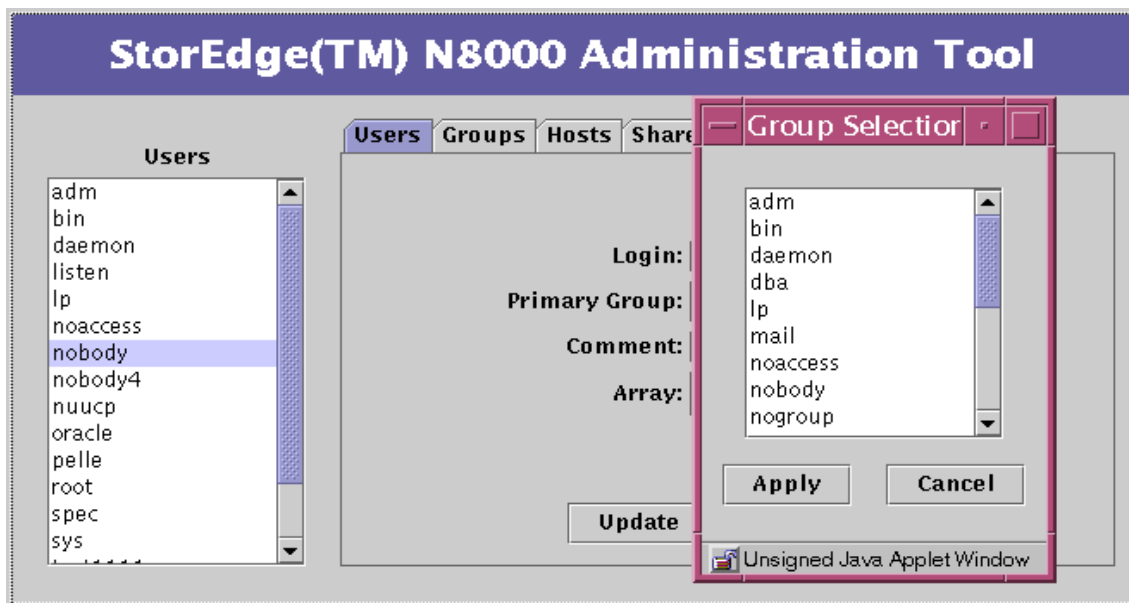 StorEdge(TM) N8000 Administration Tool
Users
adm
bin
daemon
listen
lp
noaccess
nobody
nobody4
nuucp
oracle
pelle
root
spec
sys
Users Groups Hosts Share
Login:
Primary Group:
Comment:
Array:
Update
Group Selection
adm
bin
daemon
dba
lp
mail
noaccess
nobody
nogroup
Apply Cancel
Unsigned Java Applet Window